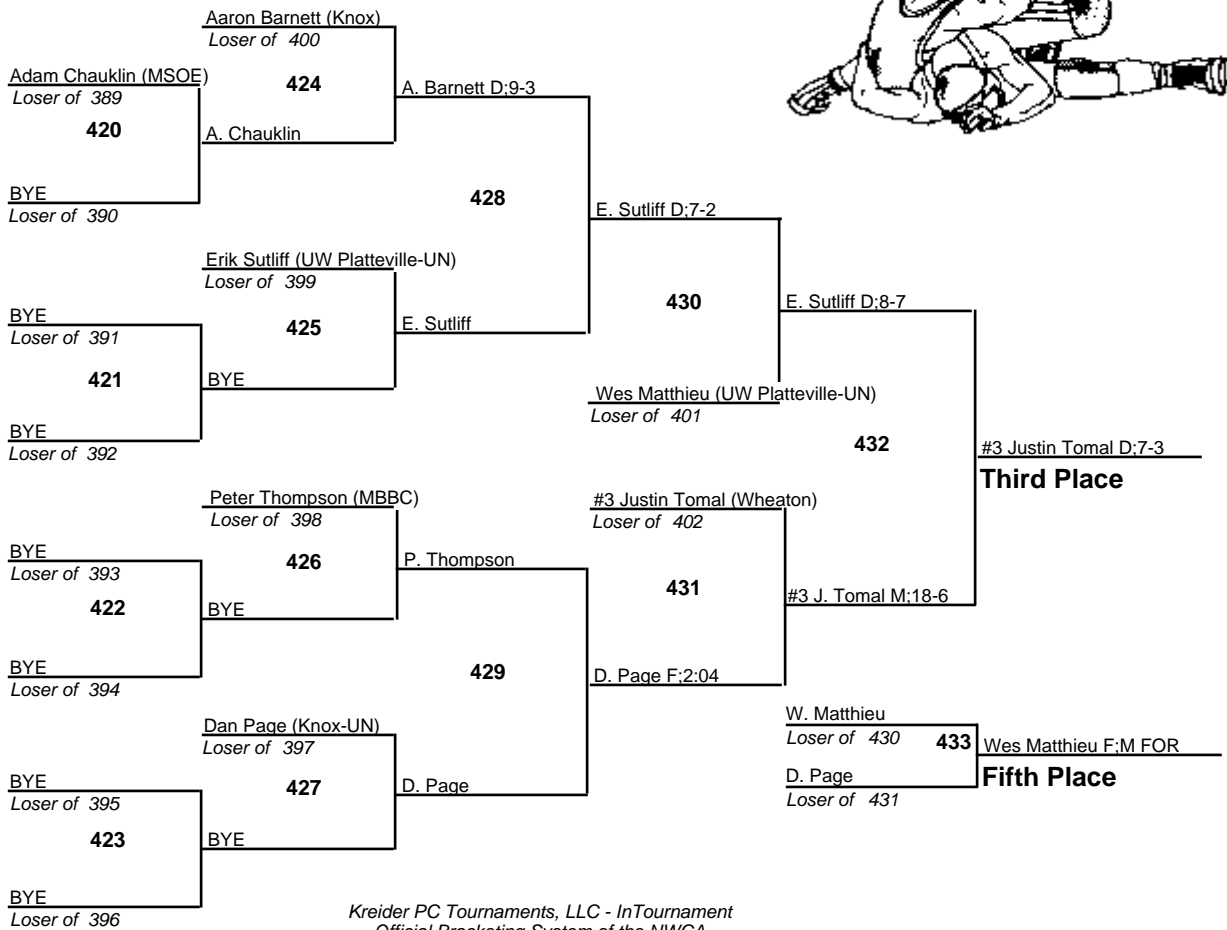 Aaron Barnett (Knox)
Loser of 400
Adam Chauklin (MSOE)
Loser of 389
424
A. Barnett D;9-3
420
A. Chauklin
BYE
Loser of 390
428
E. Sutliff D;7-2
Erik Sutliff (UW Platteville-UN)
Loser of 399
430
E. Sutliff D;8-7
BYE
Loser of 391
425
E. Sutliff
421
BYE
Wes Matthieu (UW Platteville-UN)
Loser of 401
BYE
Loser of 392
432
#3 Justin Tomal D;7-3
Third Place
Peter Thompson (MBBC)
Loser of 398
#3 Justin Tomal (Wheaton)
Loser of 402
BYE
Loser of 393
426
P. Thompson
431
#3 J. Tomal M;18-6
422
BYE
BYE
Loser of 394
429
D. Page F;2:04
Dan Page (Knox-UN)
Loser of 397
W. Matthieu
Loser of 430
433
Wes Matthieu F;M FOR
Fifth Place
BYE
Loser of 395
427
D. Page
D. Page
Loser of 431
423
BYE
BYE
Loser of 396
Kreider PC Tournaments, LLC - InTournament
Official Bracketing System of the NWCA